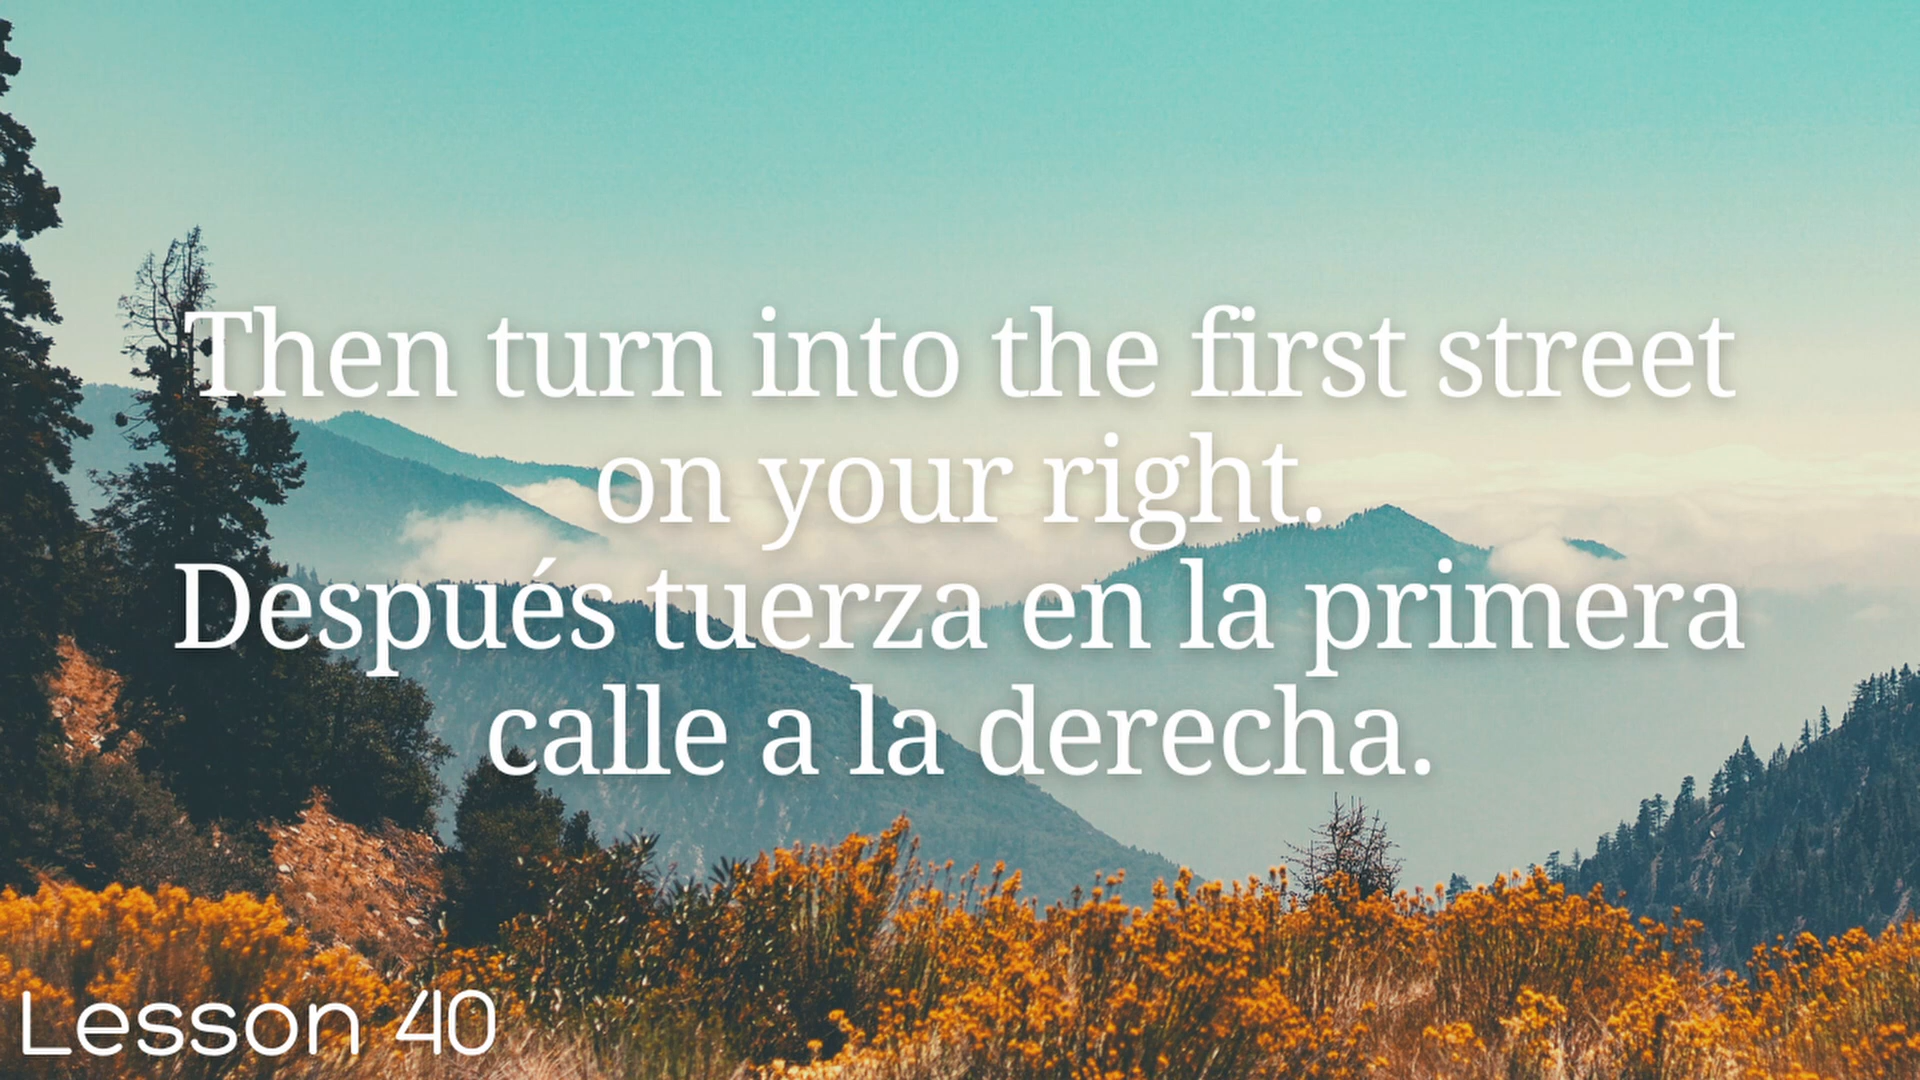 Then turn into the first street
on your right.
Después tuerza en la primera
calle a la derecha.
Lesson 40